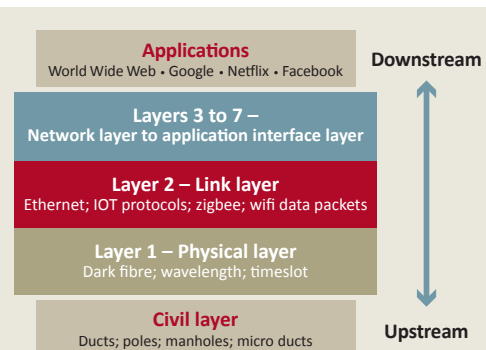 Applications
World Wide Web • Google • Netflix • Facebook
Downstream
Layers 3 to 7 –
Network layer to application interface layer
Layer 2 – Link layer
Ethernet; IOT protocols; zigbee; wifi data packets
Layer 1 – Physical layer
Dark fibre; wavelength; timeslot
Civil layer
Ducts; poles; manholes; micro ducts
Upstream